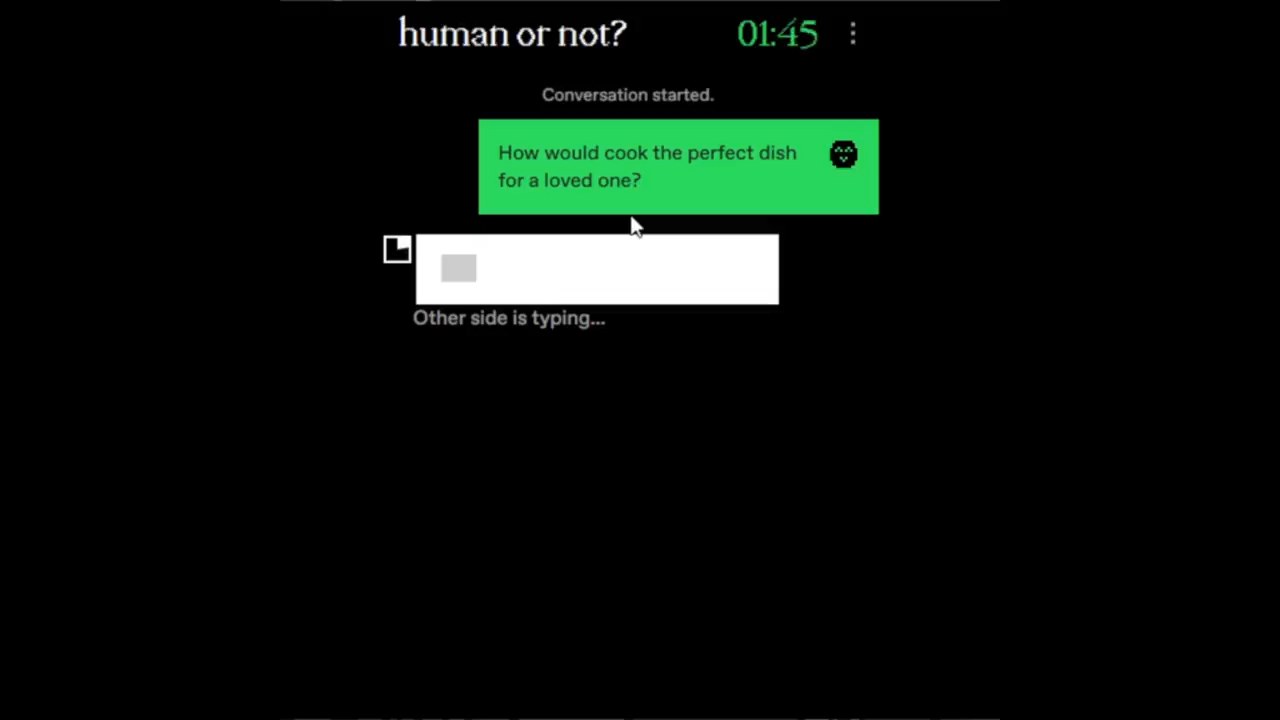 human or not?
01:45
Conversation started.
How would cook the perfect dish
for a loved one?
Other side is typing...